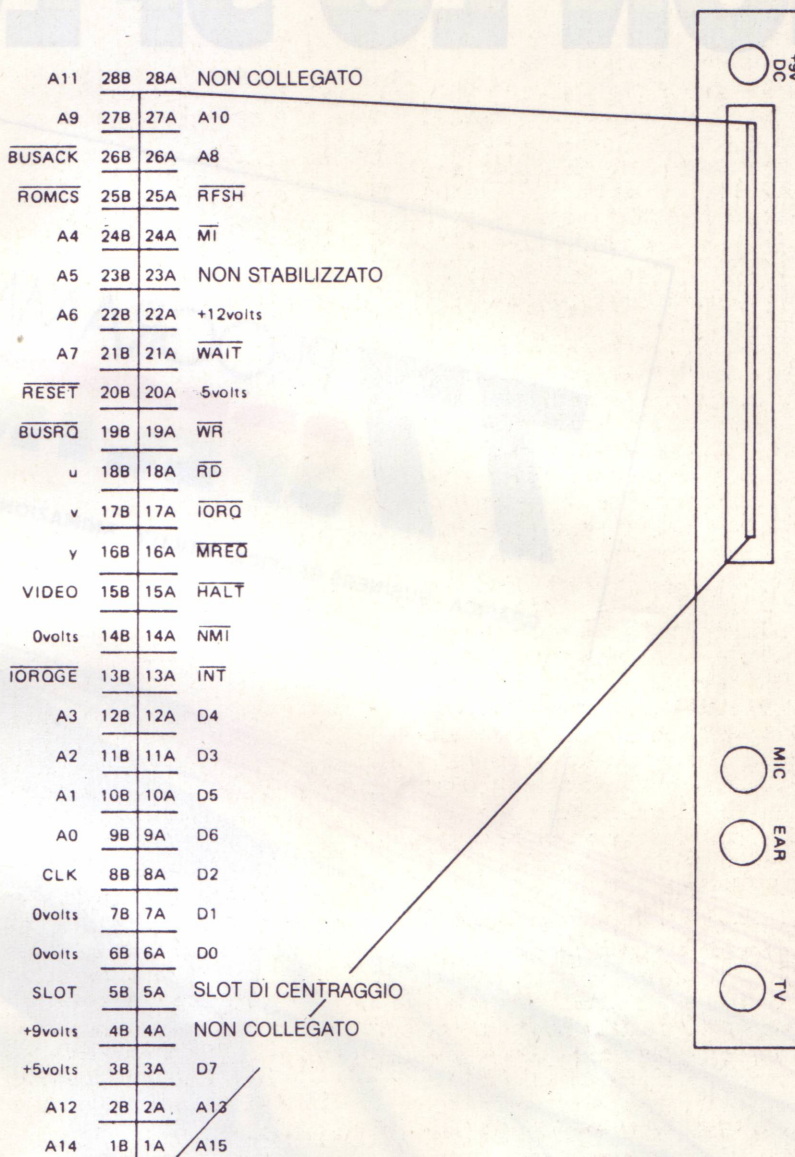 A11 28B 28A NON COLLEGATO
A9 27B 27A A10
BUSACK 26B 26A A8
ROMCS 25B 25A RFSH
A4 24B 24A MI
A5 23B 23A NON STABILIZZATO
A6 22B 22A +12volts
A7 21B 21A WAIT
RESET 20B 20A -5volts
BUSRQ 19B 19A WR
u 18B 18A RD
v 17B 17A IORQ
y 16B 16A MREQ
VIDEO 15B 15A HALT
0volts 14B 14A NMI
IORQGE 13B 13A INT
A3 12B 12A D4
A2 11B 11A D3
A1 10B 10A D5
A0 9B 9A D6
CLK 8B 8A D2
0volts 7B 7A D1
0volts 6B 6A D0
SLOT 5B 5A SLOT DI CENTRAGGIO
+9volts 4B 4A NON COLLEGATO
+5volts 3B 3A D7
A12 2B 2A A13
A14 1B 1A A15
+9v
DC
MIC
EAR
TV